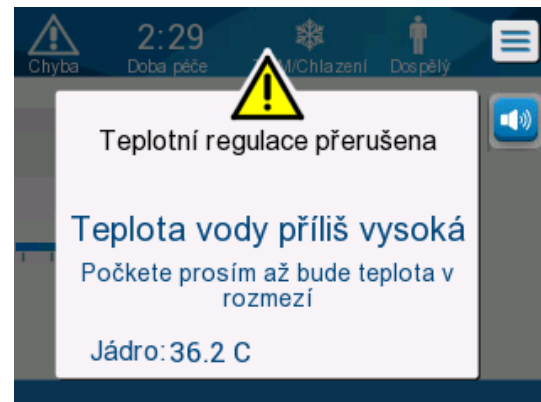 2:29
Chyba
Doba péče
M/Chlazení
Dospělý
Teplotní regulace přerušena
Teplota vody příliš vysoká
Počkete prosím až bude teplota v
rozmezí
Jádro: 36.2 C